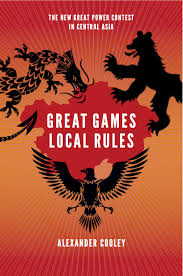 THE NEW GREAT POWER CONTEST
IN CENTRAL ASIA
GREAT GAMES
LOCAL RULES
ALEXANDER COOLEY